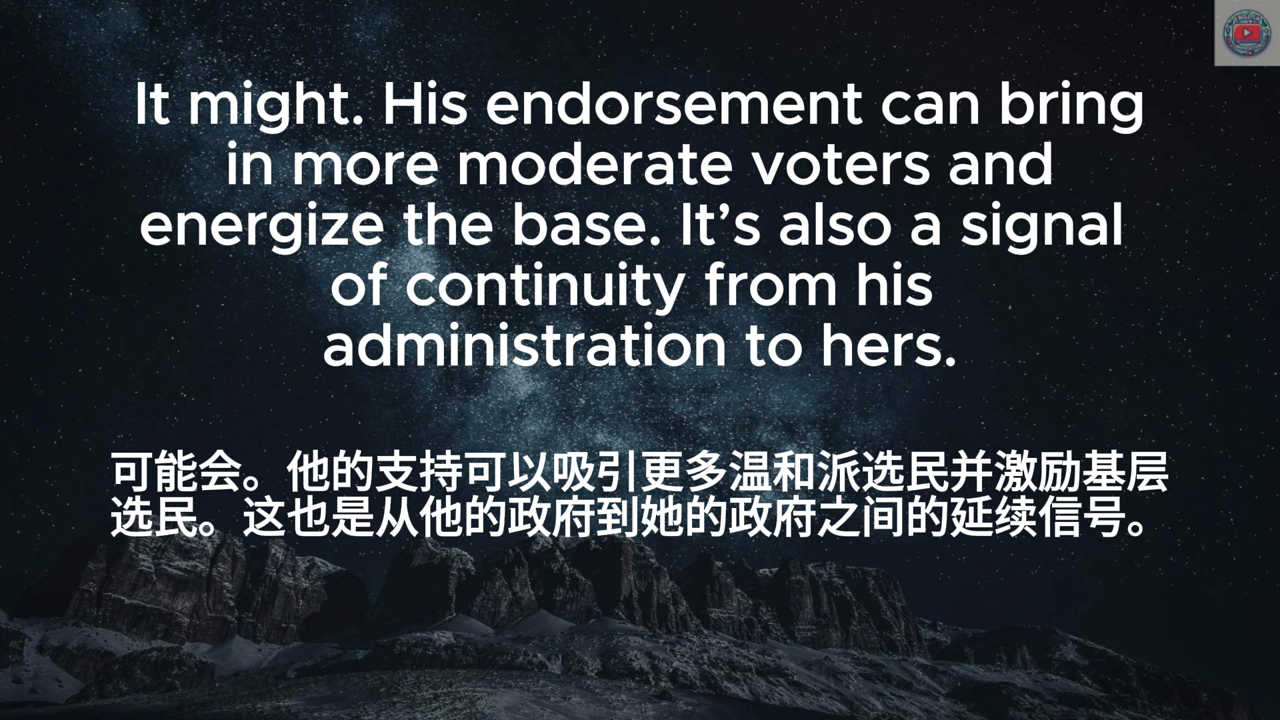 It might. His endorsement can bring
in more moderate voters and
energize the base. It’s also a signal
of continuity from his
administration to hers.
可能会。他的支持可以吸引更多温和派选民并激励基层
选民。这也是从他的政府到她的政府之间的延续信号。